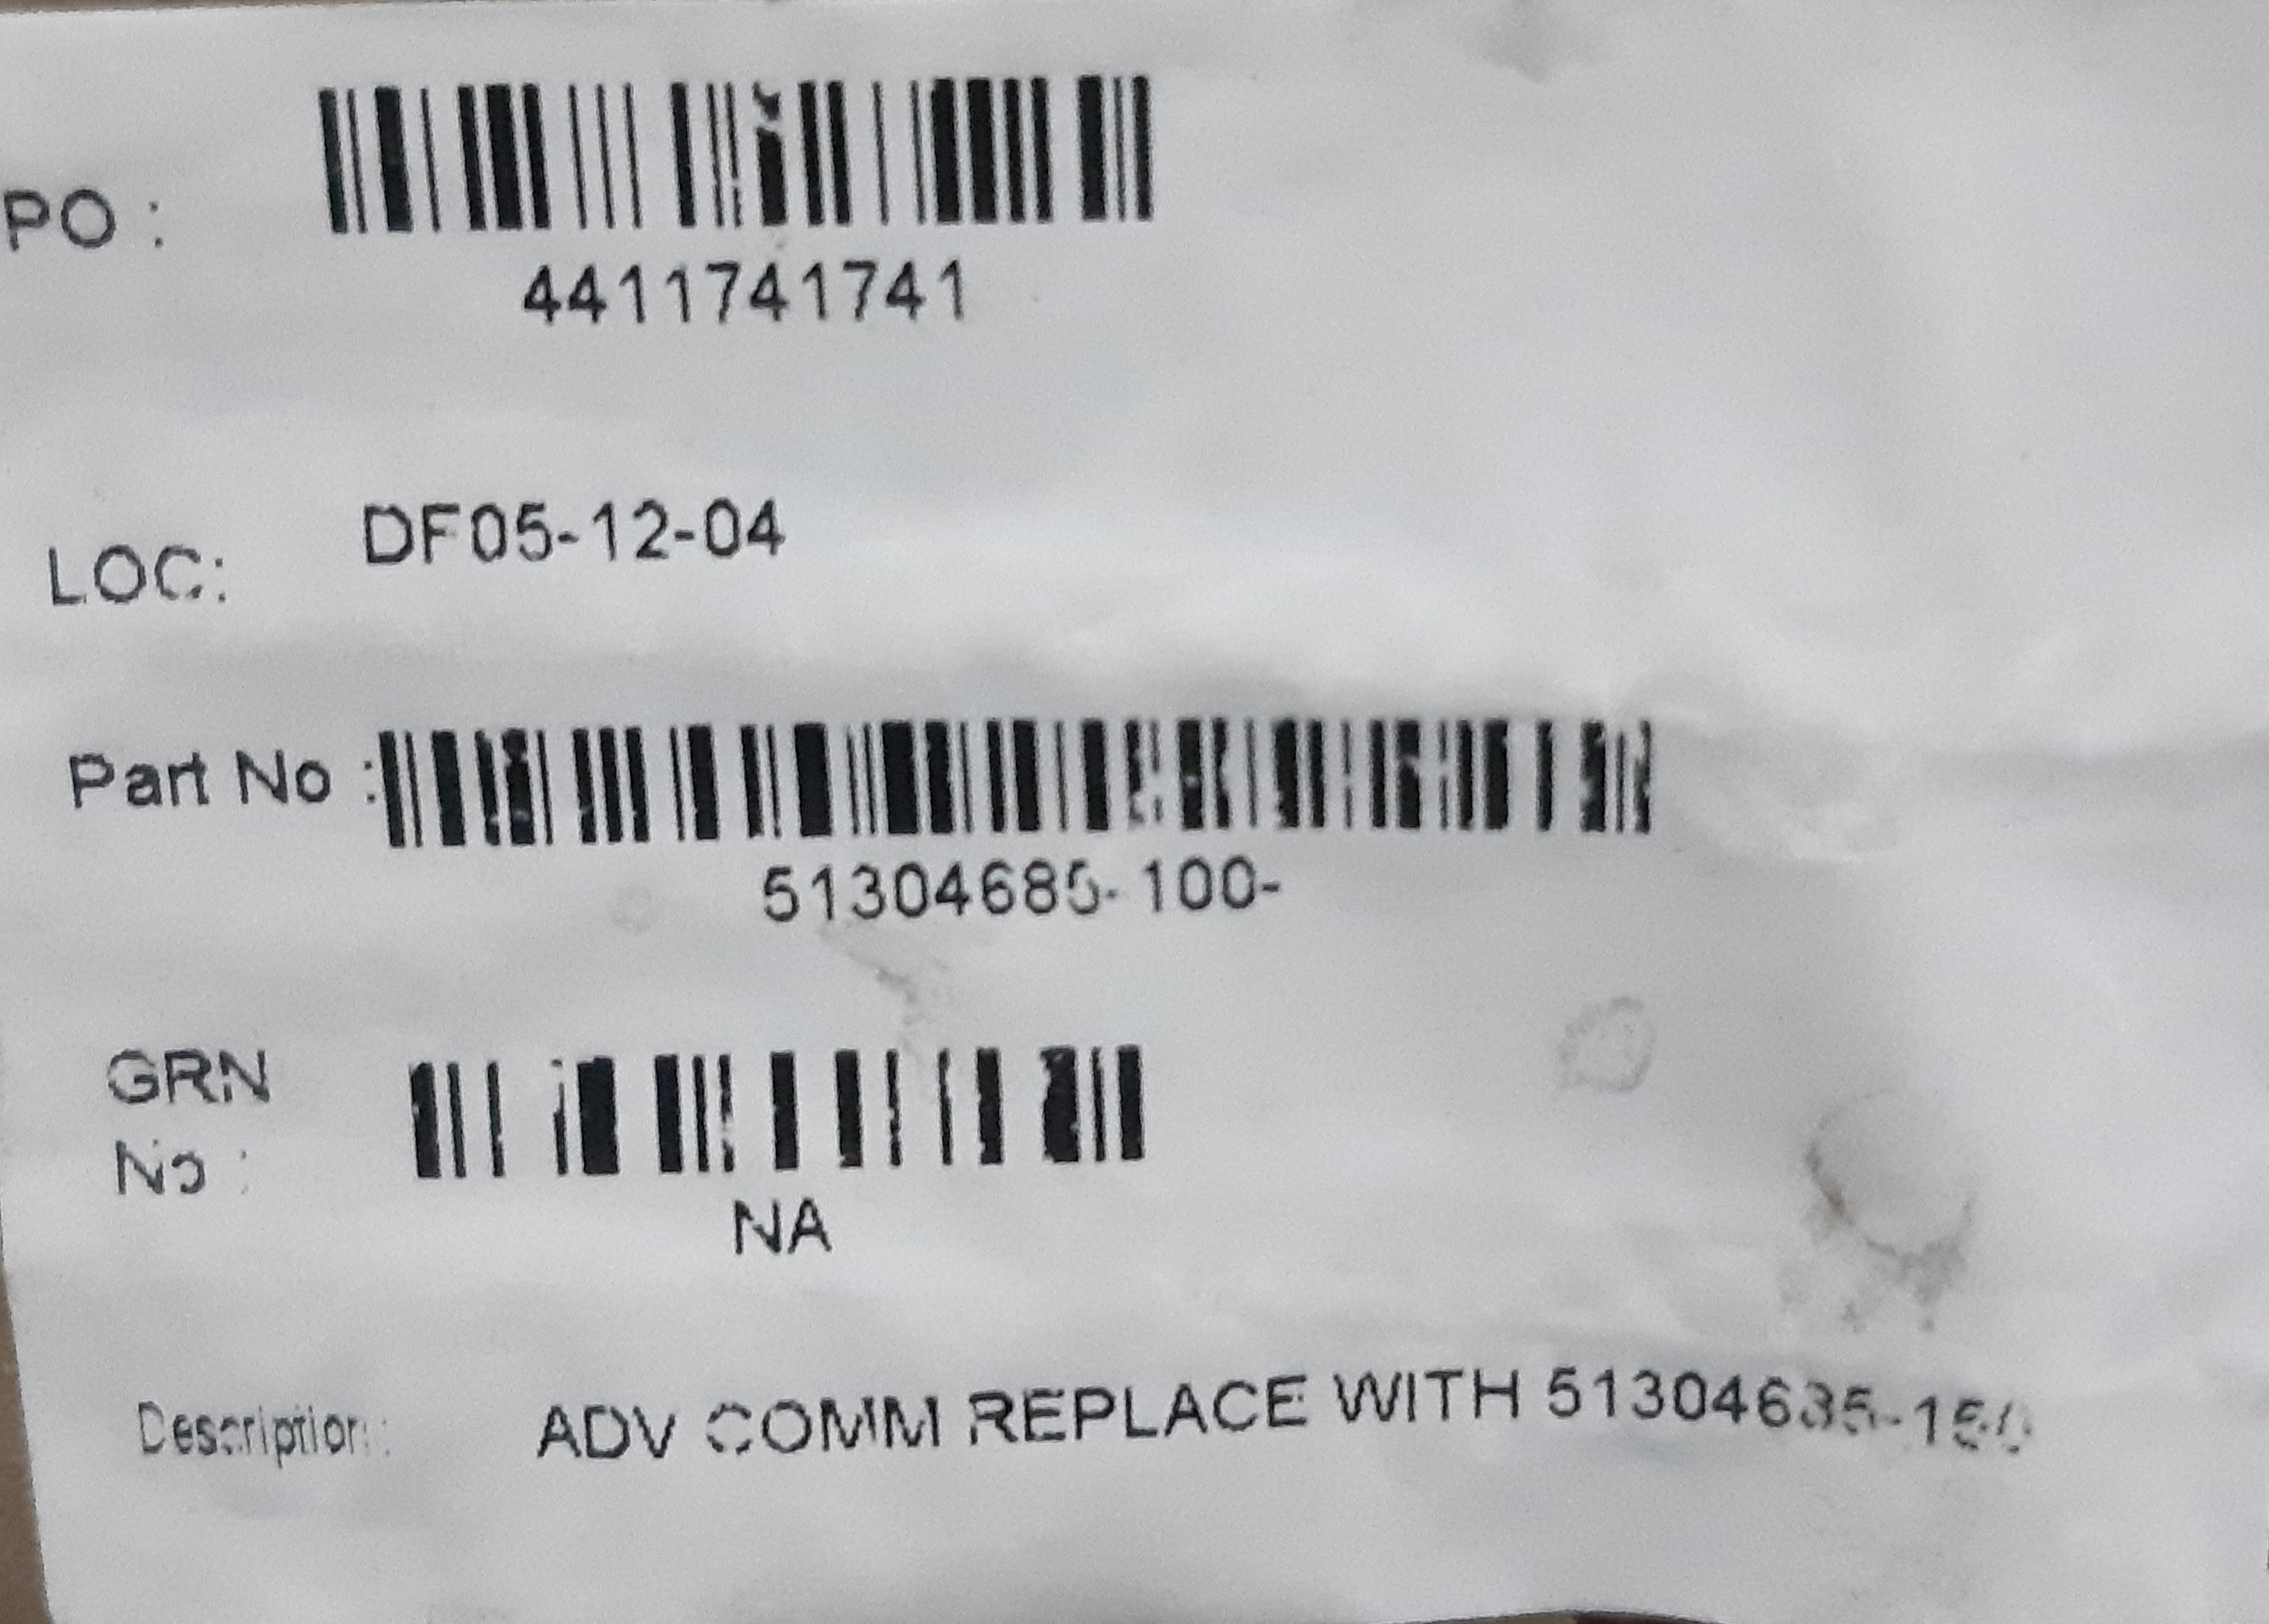 PO :
4411741741
LOC: DF05-12-04
Part No :
51304685-100-
GRN
No :
NA
Description: ADV COMM REPLACE WITH